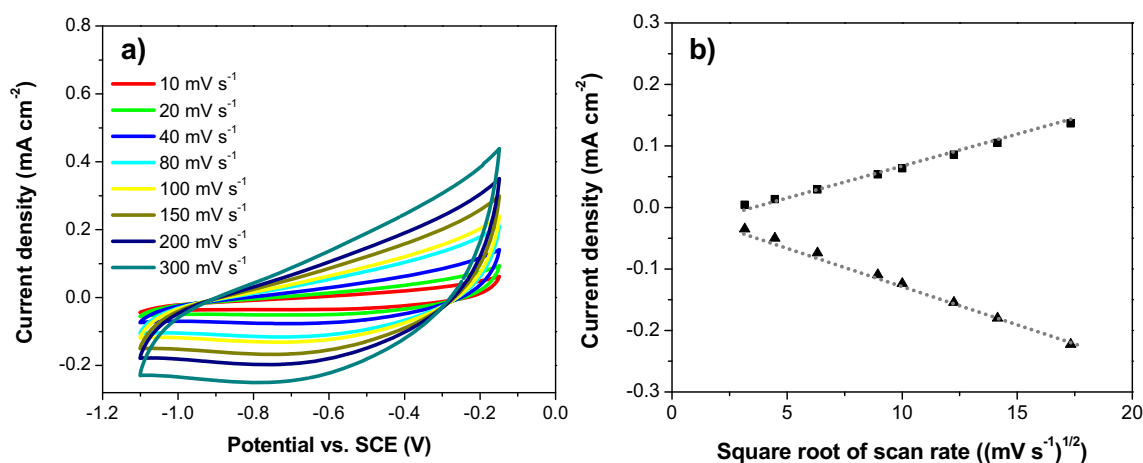 a)
10 mV s⁻¹
20 mV s⁻¹
40 mV s⁻¹
80 mV s⁻¹
100 mV s⁻¹
150 mV s⁻¹
200 mV s⁻¹
300 mV s⁻¹
0.8
0.6
0.4
0.2
0.0
-0.2
Current density (mA cm⁻²)
-1.2 -1.0 -0.8 -0.6 -0.4 -0.2 0.0
Potential vs. SCE (V)
b)
0.3
0.2
0.1
0.0
-0.1
-0.2
-0.3
Current density (mA cm⁻²)
0 5 10 15 20
Square root of scan rate ((mV s⁻¹)¹/²)